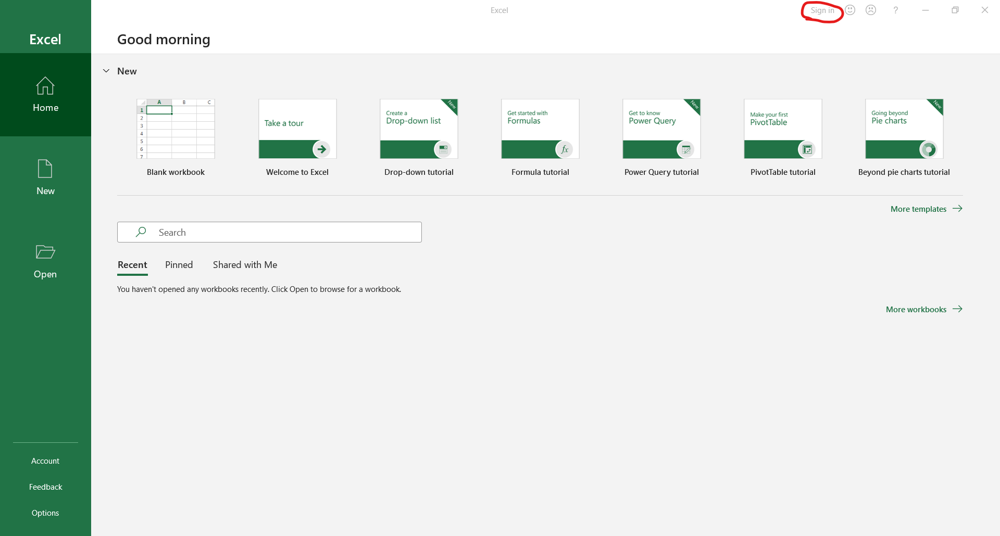 Excel
Sign in
?
Excel
Good morning
Home
New
Open
New
A B C
1
2
3
4
5
6
7
Blank workbook
Take a tour
Welcome to Excel
New
Create a
Drop-down list
Drop-down tutorial
Get started with
Formulas
fx
Formula tutorial
New
Get to know
Power Query
Power Query tutorial
Make your first
PivotTable
PivotTable tutorial
New
Going beyond
Pie charts
Beyond pie charts tutorial
More templates
Search
Recent Pinned Shared with Me
You haven't opened any workbooks recently. Click Open to browse for a workbook.
More workbooks
Account
Feedback
Options